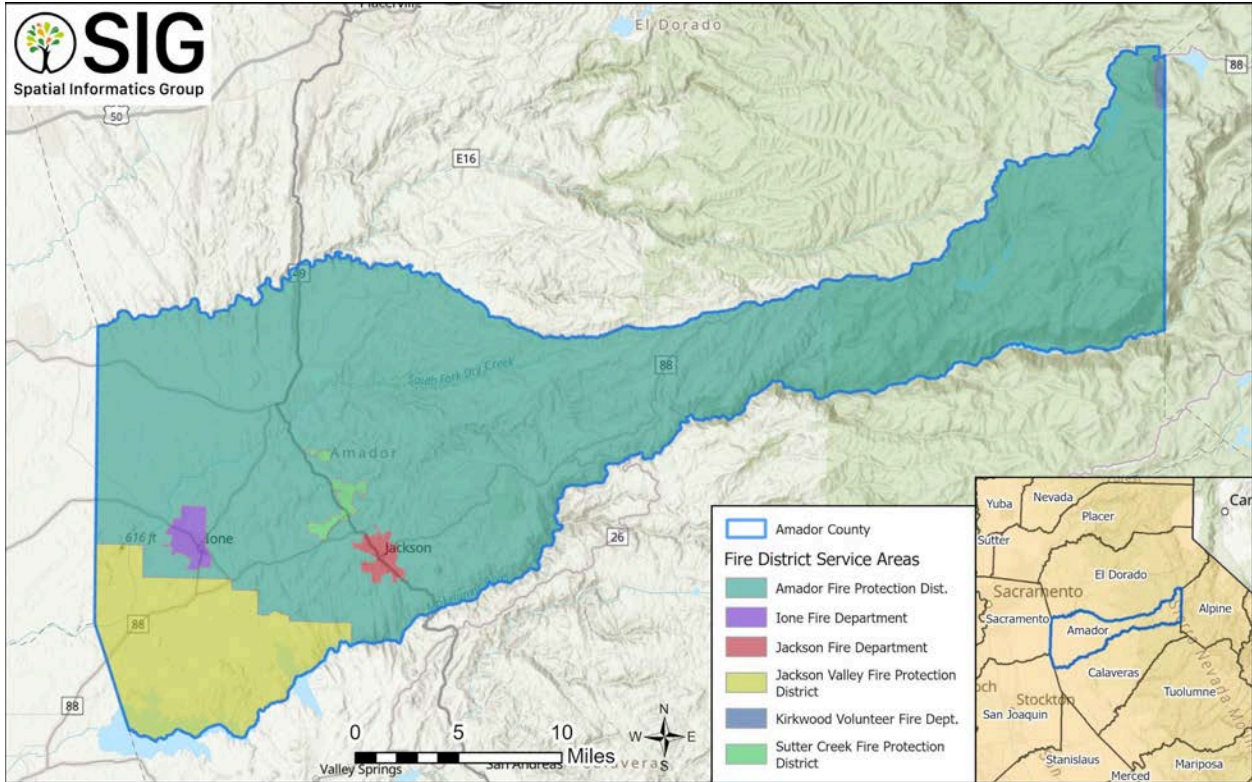 Placerville
El Dorado
SIG
Spatial Informatics Group
88
50
E16
49
South Fork Dry Creek
88
Amador
616 ft
Ione
Jackson
26
88
88
0 5 10
Miles
Valley Springs
San Andreas
Calaveras
N
W E
S
Amador County
Fire District Service Areas
Amador Fire Protection Dist.
Ione Fire Department
Jackson Fire Department
Jackson Valley Fire Protection
District
Kirkwood Volunteer Fire Dept.
Sutter Creek Fire Protection
District
Yuba
Nevada
Placer
Sutter
El Dorado
Sacramento
Sacramento
Amador
Alpine
Calaveras
Stockton
Tuolumne
San Joaquin
Stanislaus
Mariposa
Merced